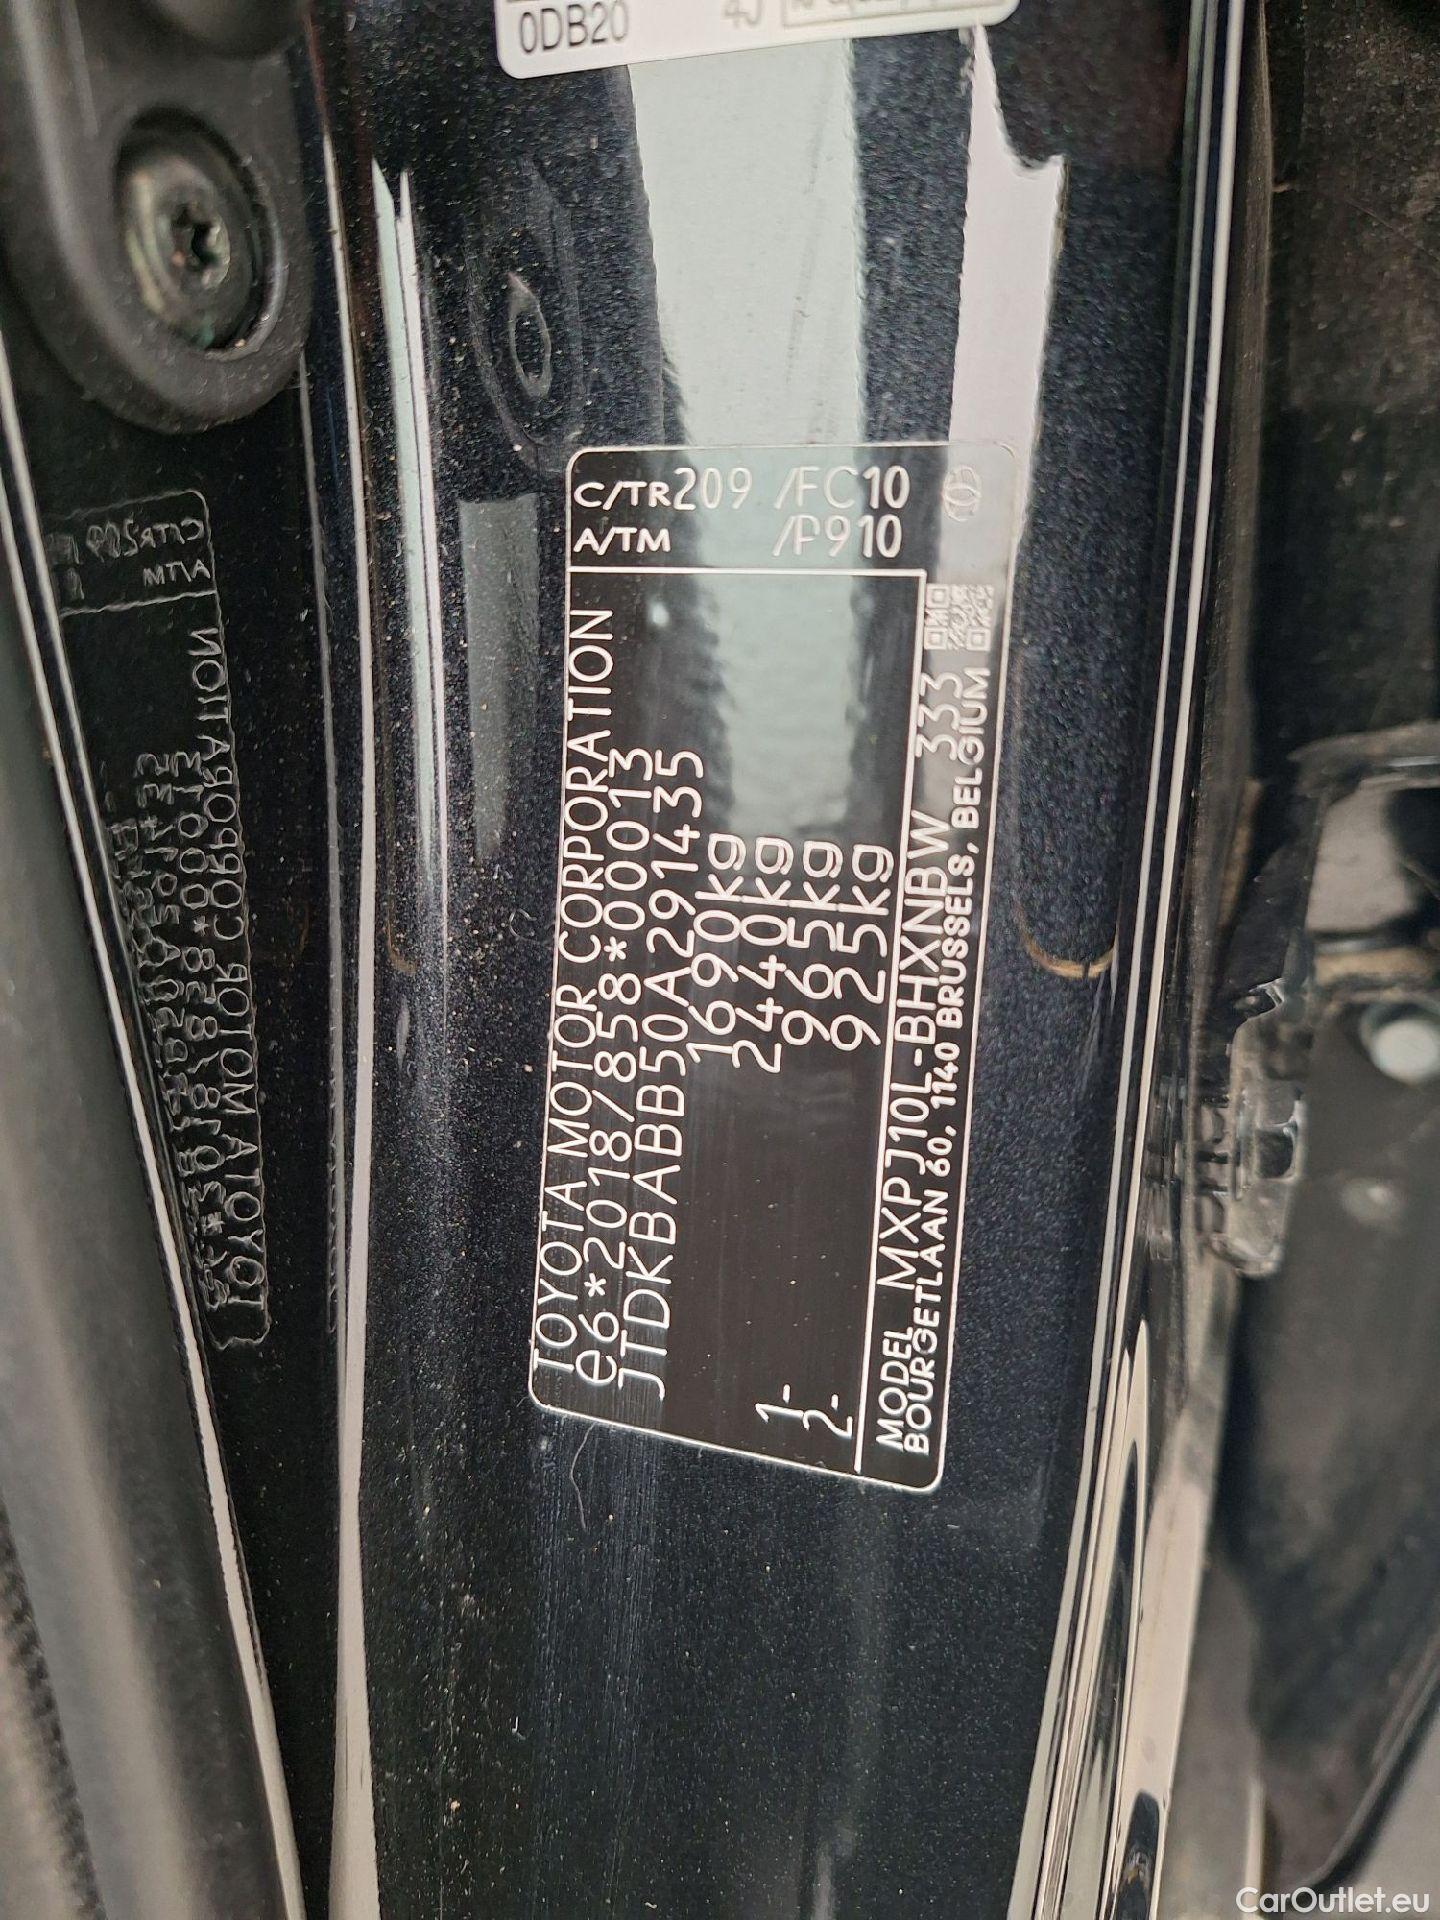 0DB20
4J
C/TR209 /FC10
A/TM /P910
TOYOTA MOTOR CORPORATION
e6*2018/858*00013
JTDKBABB50A291435
1690kg
2440kg
1- 965kg
2- 925kg
MODEL MXPJ10L-BHXNBW 333
BOURGETLAAN 60, 1140 BRUSSELS, BELGIUM
CarOutlet.eu